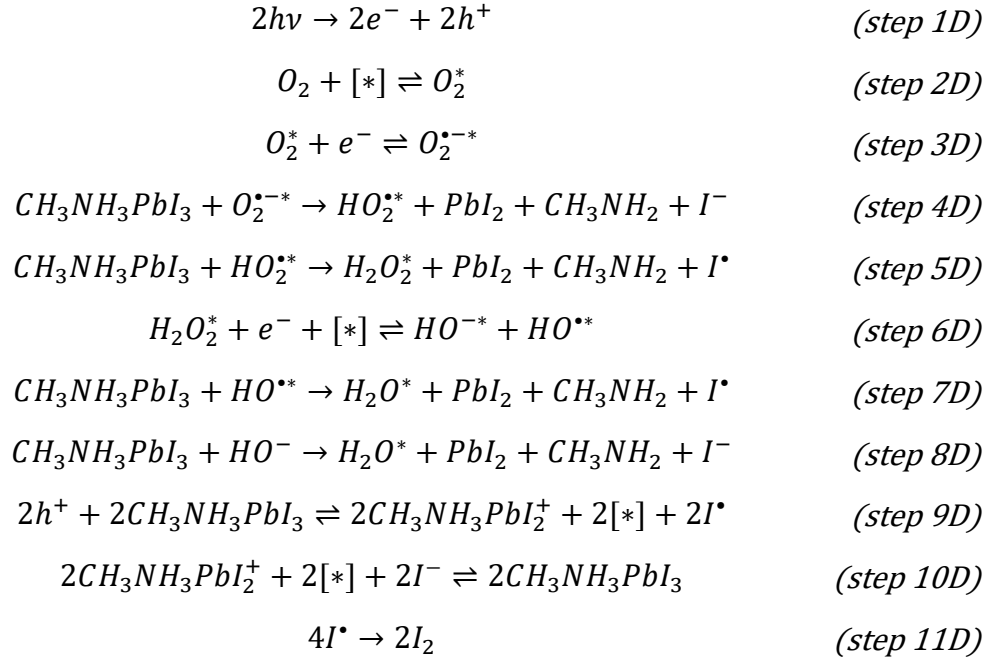 2hν → 2e⁻ + 2h⁺ (step 1D)
O₂ + [∗] ⇌ O₂* (step 2D)
O₂* + e⁻ ⇌ O₂•⁻* (step 3D)
CH₃NH₃PbI₃ + O₂•⁻* → HO₂•* + PbI₂ + CH₃NH₂ + I⁻ (step 4D)
CH₃NH₃PbI₃ + HO₂•* → H₂O₂* + PbI₂ + CH₃NH₂ + I• (step 5D)
H₂O₂* + e⁻ + [∗] ⇌ HO⁻* + HO•* (step 6D)
CH₃NH₃PbI₃ + HO•* → H₂O* + PbI₂ + CH₃NH₂ + I• (step 7D)
CH₃NH₃PbI₃ + HO⁻ → H₂O* + PbI₂ + CH₃NH₂ + I⁻ (step 8D)
2h⁺ + 2CH₃NH₃PbI₃ ⇌ 2CH₃NH₃PbI₂⁺ + 2[∗] + 2I• (step 9D)
2CH₃NH₃PbI₂⁺ + 2[∗] + 2I⁻ ⇌ 2CH₃NH₃PbI₃ (step 10D)
4I• → 2I₂ (step 11D)